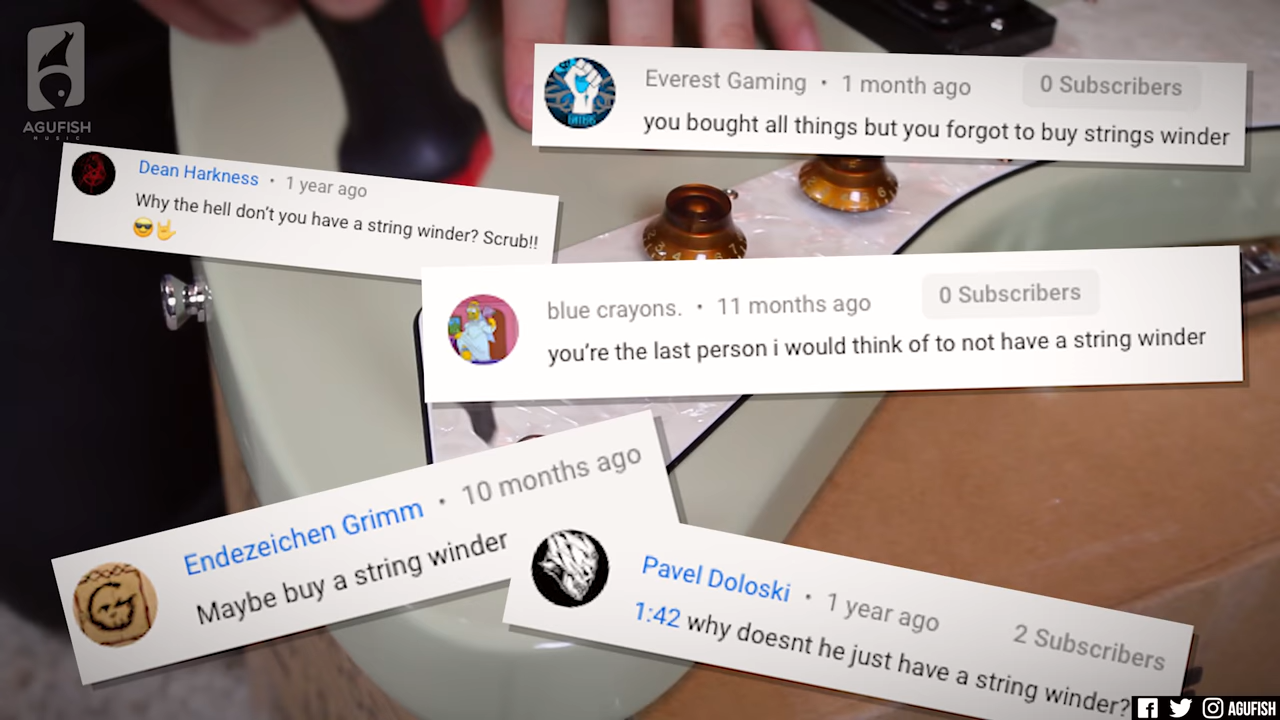 AGUFISH
MUSIC
Everest Gaming • 1 month ago 0 Subscribers
you bought all things but you forgot to buy strings winder
Dean Harkness • 1 year ago
Why the hell don't you have a string winder? Scrub!!
😎🤟
blue crayons. • 11 months ago 0 Subscribers
you're the last person i would think of to not have a string winder
Endezeichen Grimm • 10 months ago
Maybe buy a string winder
Pavel Doloski • 1 year ago 2 Subscribers
1:42 why doesnt he just have a string winder?
AGUFISH